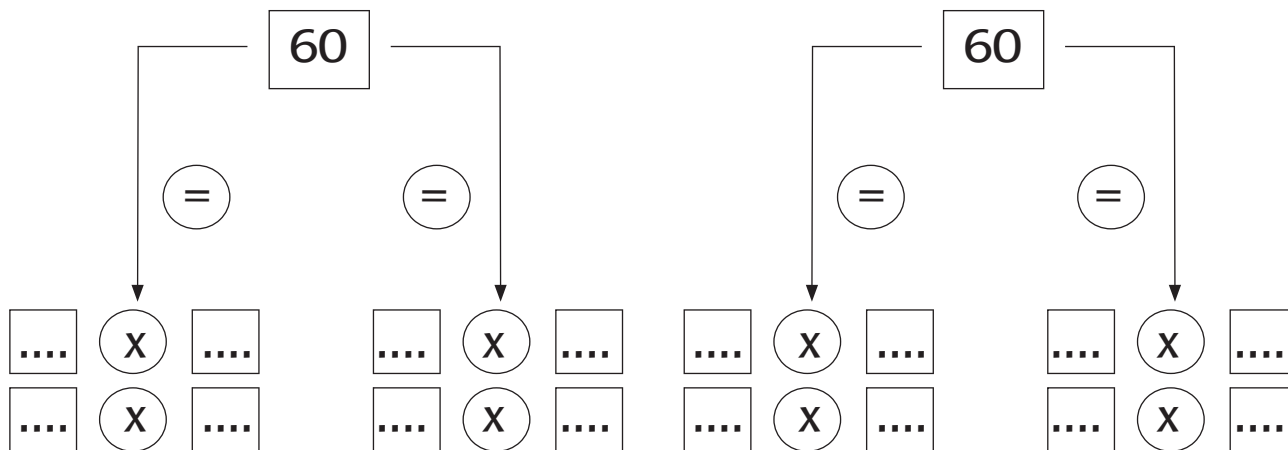 60 60
= = = =
.... x .... .... x .... .... x .... .... x ....
.... x .... .... x .... .... x .... .... x ....